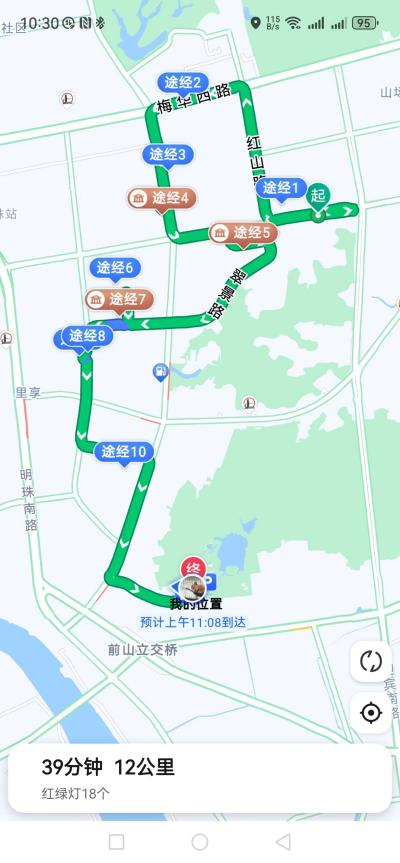 10:30
115
B/s
95
社区
途经2
梅华西路
山场
途经3
红山路
途经4
途经1
起
珠站
途经5
途经6
翠景路
途经7
途经8
里享
途经10
明珠南路
终
我的位置
预计上午11:08到达
前山立交桥
宾南路
39分钟 12公里
红绿灯18个